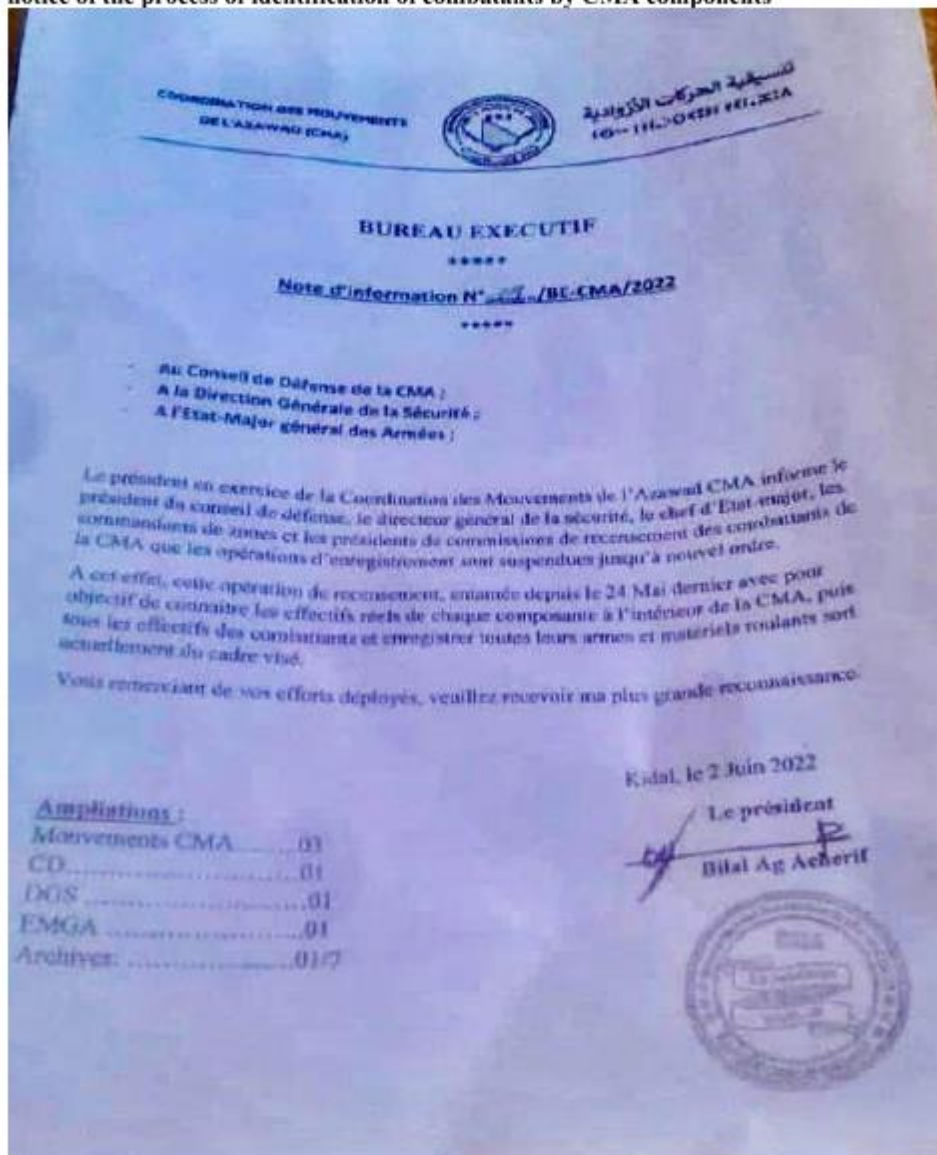 notice of the process of identification of combatants by CMA components
COORDINATION DES MOUVEMENTS
DE L'AZAWAD (CMA)
تنسيقية الحركات الأزوادية
BUREAU EXECUTIF
*****
Note d'information N° /BE-CMA/2022
*****
- Au Conseil de Défense de la CMA ;
- A la Direction Générale de la Sécurité ;
- A l'Etat-Major général des Armées ;
Le président en exercice de la Coordination des Mouvements de l'Azawad CMA informe le
président du conseil de défense, le directeur général de la sécurité, le chef d'Etat-major, les
commandants de zones et les présidents de commissions de recensement des combattants de
la CMA que les opérations d'enregistrement sont suspendues jusqu'à nouvel ordre.
A cet effet, cette opération de recensement, entamée depuis le 24 Mai dernier avec pour
objectif de connaitre les effectifs réels de chaque composante à l'intérieur de la CMA, puis
tous les effectifs des combattants et enregistrer toutes leurs armes et matériels roulants sort
actuellement du cadre visé.
Vous remerciant de vos efforts déployés, veuillez recevoir ma plus grande reconnaissance.
Kidal, le 2 Juin 2022
Le président
Bilal Ag Acherif
Ampliations :
Mouvements CMA........03
CD..............................01
DGS ...........................01
EMGA ........................01
Archives: ....................01/7